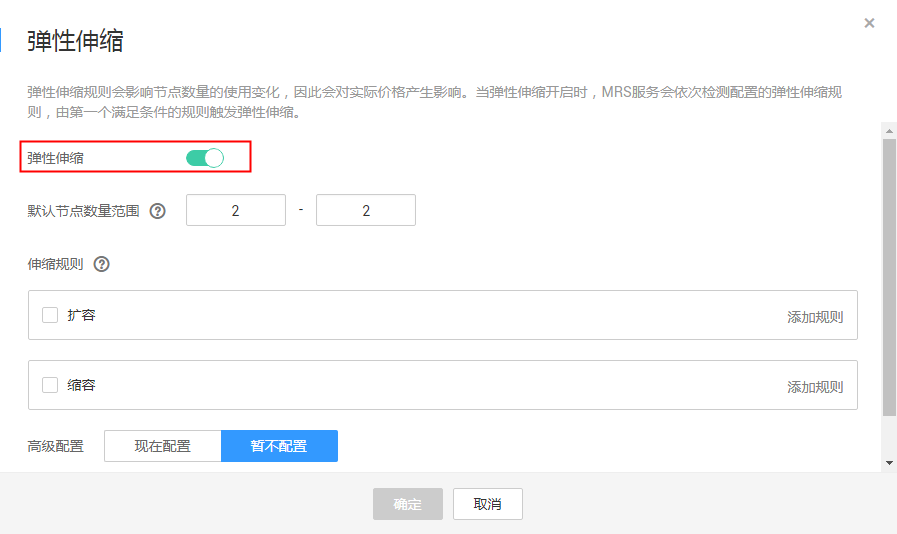 弹性伸缩
弹性伸缩规则会影响节点数量的使用变化，因此会对实际价格产生影响。当弹性伸缩开启时，MRS服务会依次检测配置的弹性伸缩规
则，由第一个满足条件的规则触发弹性伸缩。
弹性伸缩
默认节点数量范围 ? 2 - 2
伸缩规则 ?
扩容 添加规则
缩容 添加规则
高级配置 现在配置 暂不配置
确定 取消